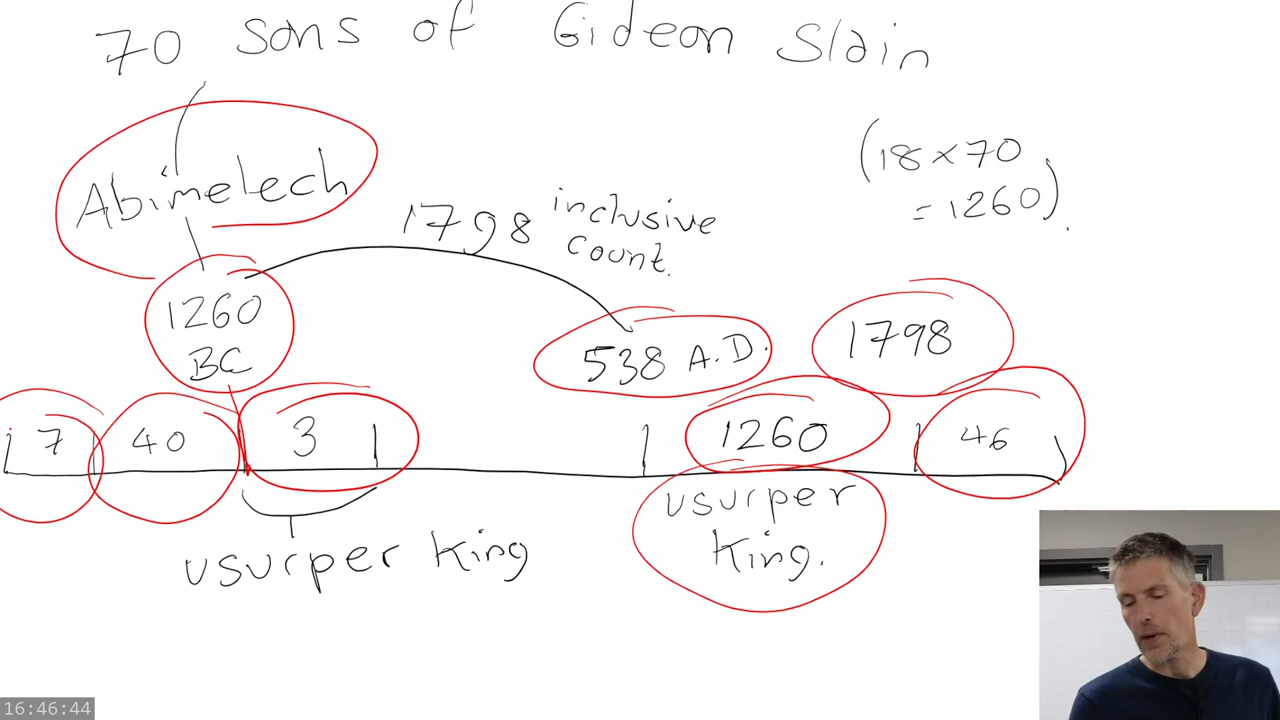 70 sons of Gideon Slain
Abimelech
(18 × 70
= 1260).
1798 inclusive
count.
1260
BC
538 A.D.
1798
7 40 3 1260 46
usurper King
usurper
King.
16:46:44